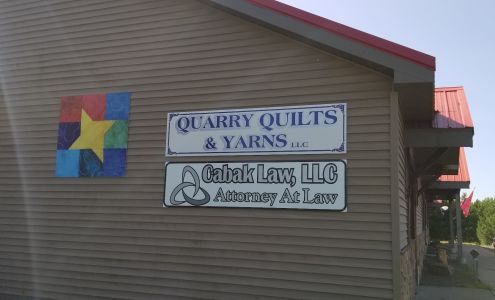 QUARRY QUILTS
& YARNS LLC
Cabak Law, LLC
Attorney At Law